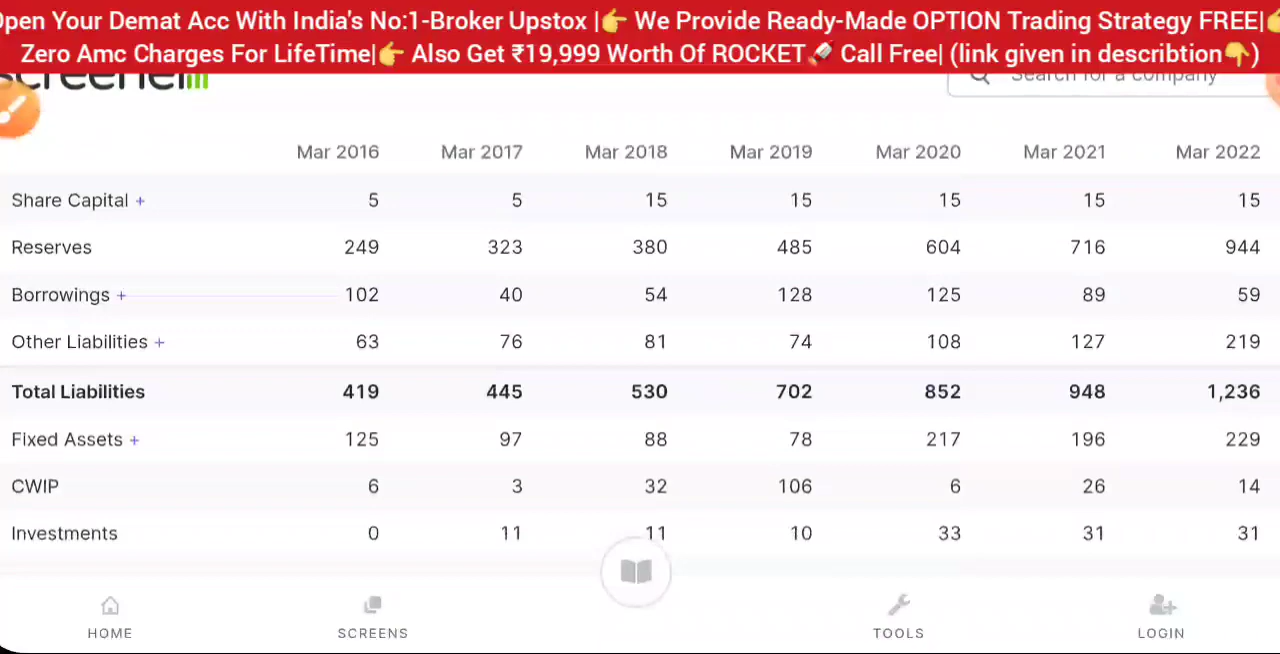 Open Your Demat Acc With India's No:1-Broker Upstox |👉 We Provide Ready-Made OPTION Trading Strategy FREE|👉
Zero Amc Charges For LifeTime|👉 Also Get ₹19,999 Worth Of ROCKET🚀 Call Free| (link given in describtion👇)
screener
Search for a company
Mar 2016 Mar 2017 Mar 2018 Mar 2019 Mar 2020 Mar 2021 Mar 2022
Share Capital + 5 5 15 15 15 15 15
Reserves 249 323 380 485 604 716 944
Borrowings + 102 40 54 128 125 89 59
Other Liabilities + 63 76 81 74 108 127 219
Total Liabilities 419 445 530 702 852 948 1,236
Fixed Assets + 125 97 88 78 217 196 229
CWIP 6 3 32 106 6 26 14
Investments 0 11 11 10 33 31 31
HOME SCREENS TOOLS LOGIN